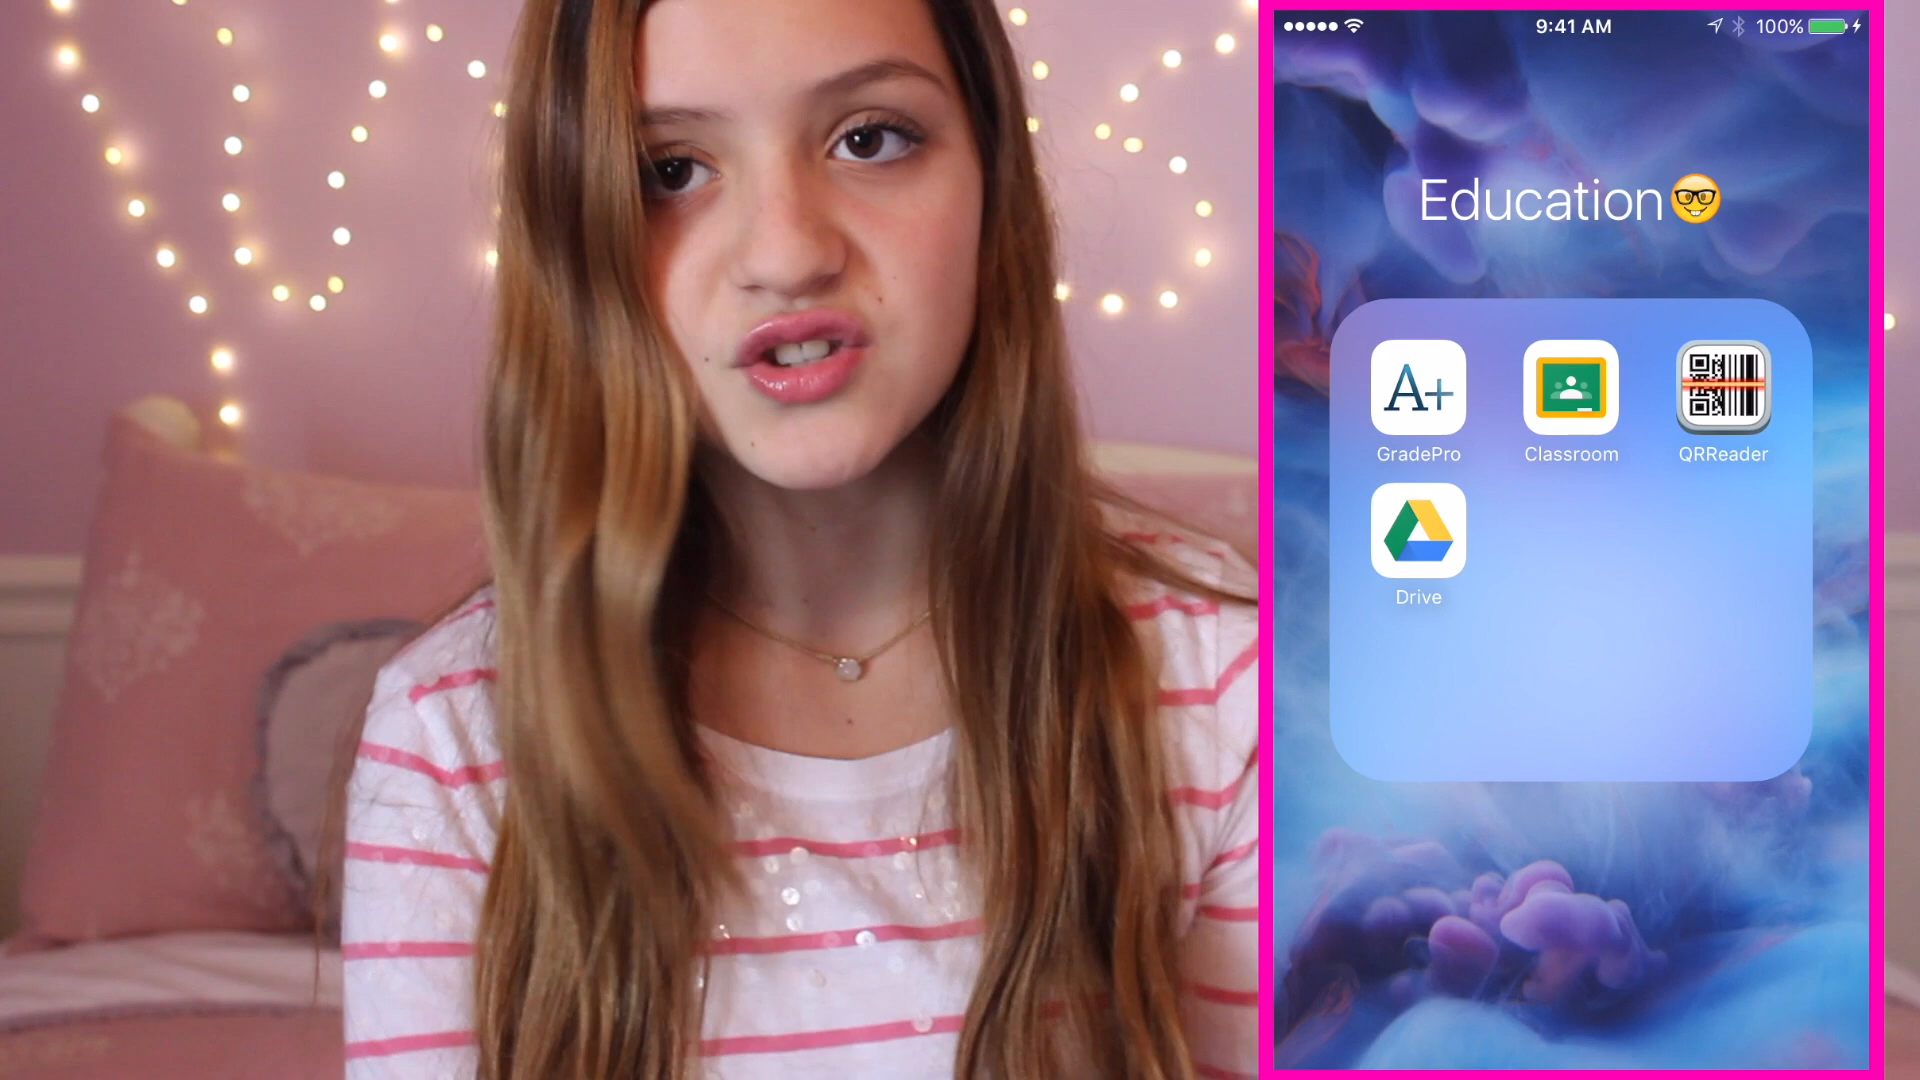 9:41 AM
100%
Education🤓
A+
GradePro
Classroom
QRReader
Drive